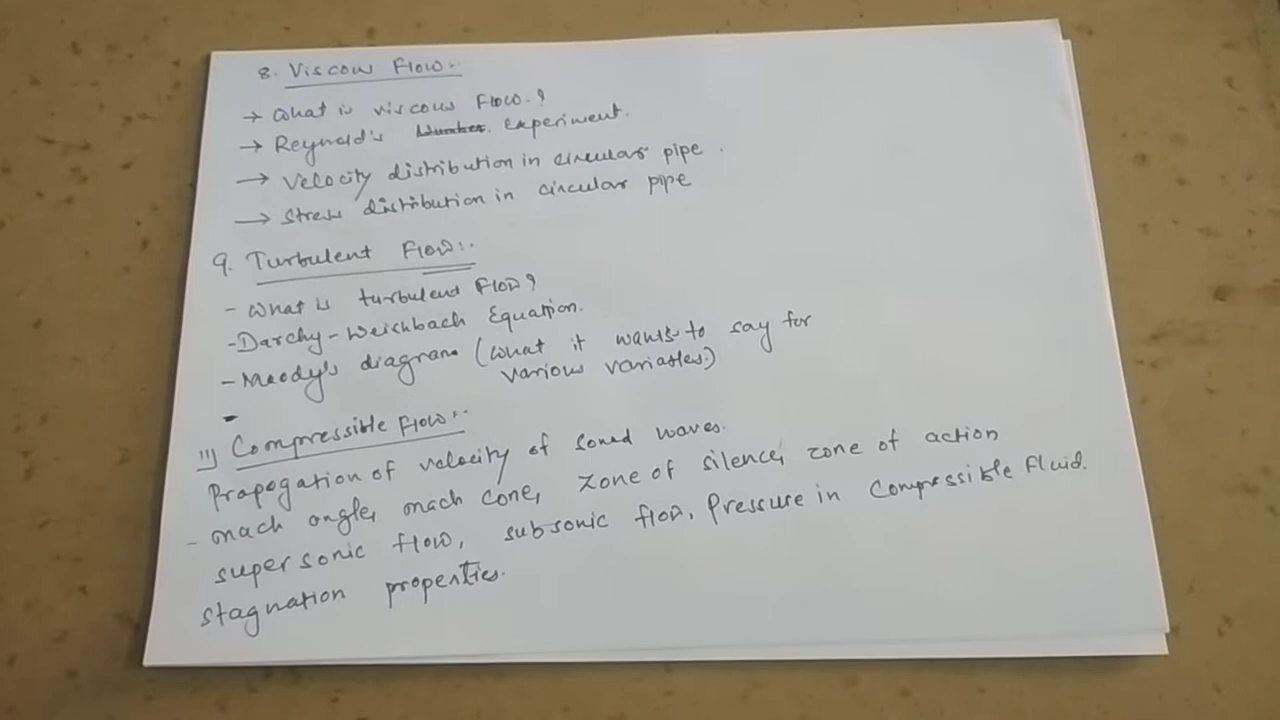 8. Viscous Flow:-
→ What is viscous Flow.?
→ Reynold's Number. experiment.
→ Velocity distribution in circular pipe.
→ Stress distribution in circular pipe
9. Turbulent Flow:-
- What is turbulent Flow?
- Darchy-Weishbach Equation.
- Moody's diagram (What it wants to say for
various variables.)
11) Compressible Flow:-
Propogation of velocity of sound waves.
- mach angle, mach cone, zone of silence, zone of action
supersonic flow, subsonic flow, Pressure in Compressible Fluid.
stagnation properties.